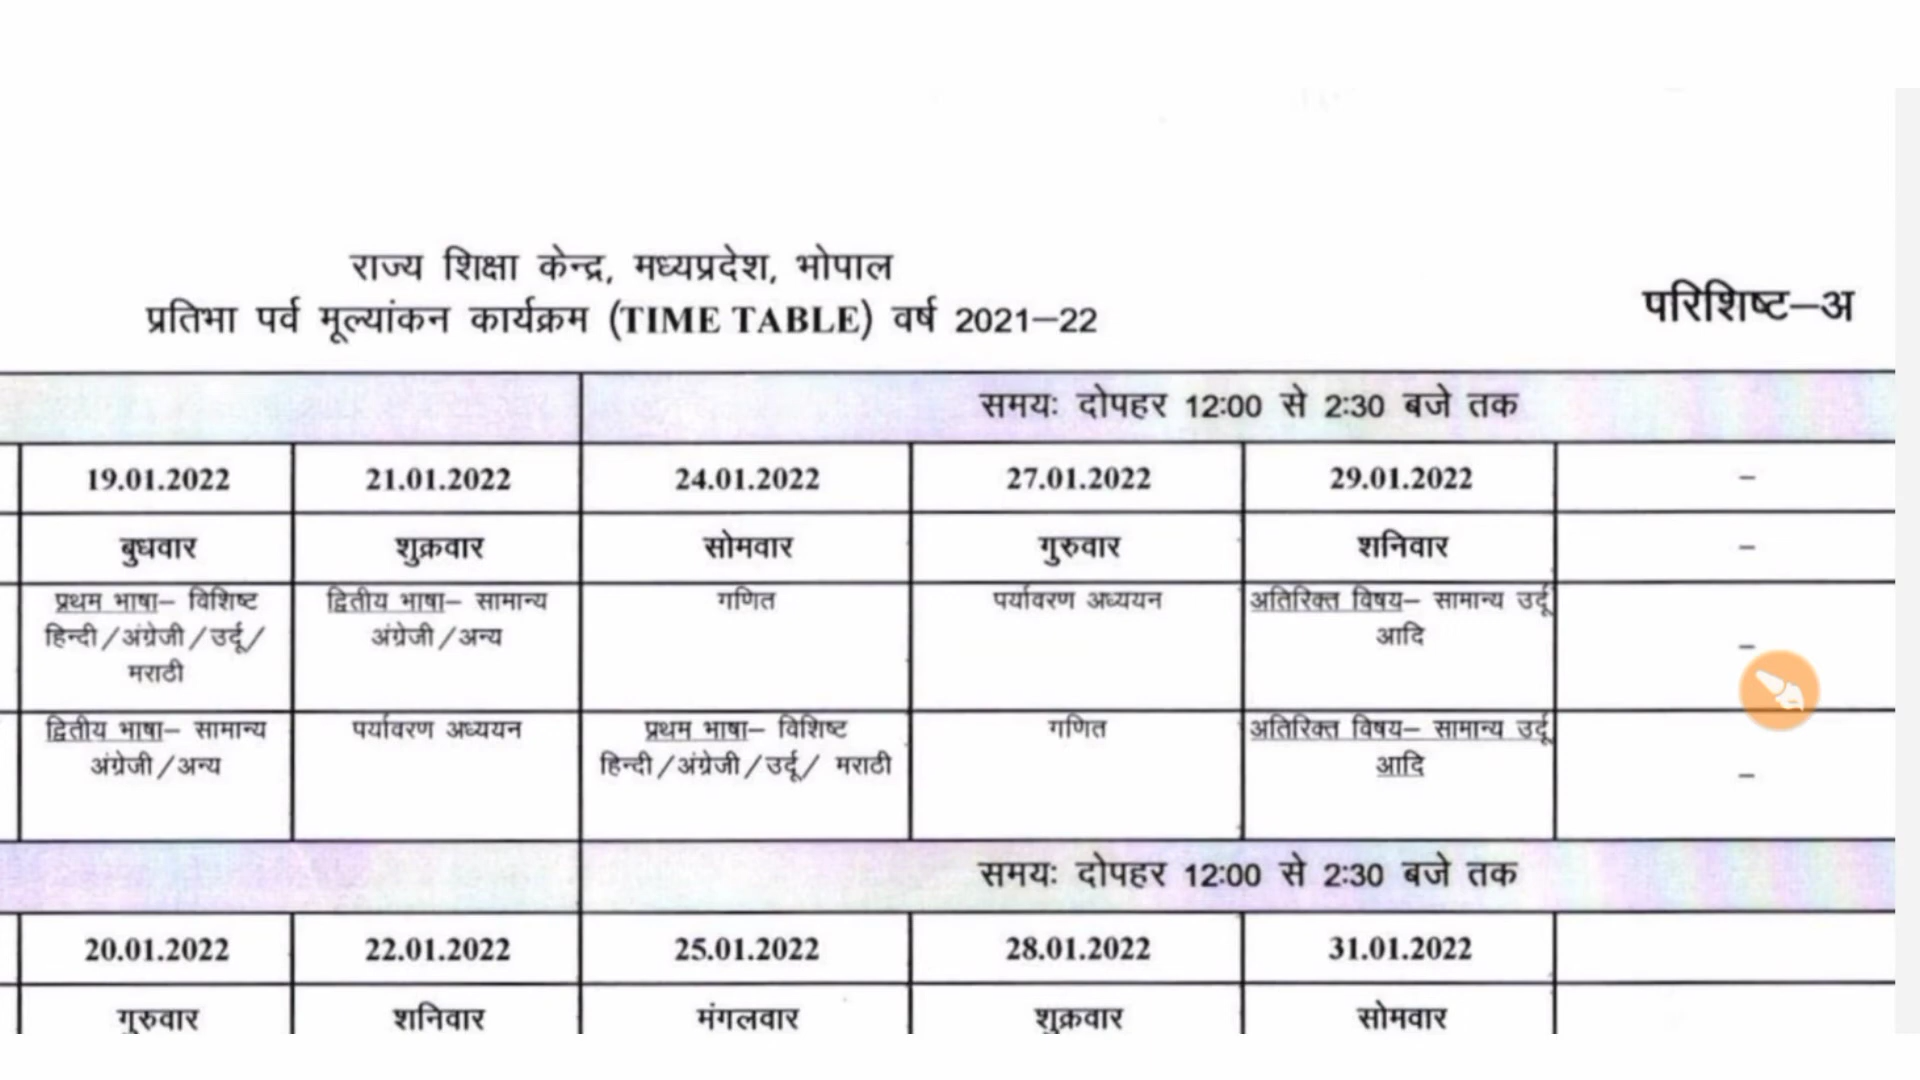 राज्य शिक्षा केन्द्र, मध्यप्रदेश, भोपाल
प्रतिभा पर्व मूल्यांकन कार्यक्रम (TIME TABLE) वर्ष 2021–22
परिशिष्ट–अ
समयः दोपहर 12:00 से 2:30 बजे तक
19.01.2022 21.01.2022 24.01.2022 27.01.2022 29.01.2022 –
बुधवार शुक्रवार सोमवार गुरुवार शनिवार –
प्रथम भाषा– विशिष्ट
हिन्दी/अंग्रेजी/उर्दू/
मराठी
द्वितीय भाषा– सामान्य
अंग्रेजी/अन्य
गणित
पर्यावरण अध्ययन
अतिरिक्त विषय– सामान्य उर्दू
आदि
–
द्वितीय भाषा– सामान्य
अंग्रेजी/अन्य
पर्यावरण अध्ययन
प्रथम भाषा– विशिष्ट
हिन्दी/अंग्रेजी/उर्दू/ मराठी
गणित
अतिरिक्त विषय– सामान्य उर्दू
आदि
–
समयः दोपहर 12:00 से 2:30 बजे तक
20.01.2022 22.01.2022 25.01.2022 28.01.2022 31.01.2022
गुरुवार शनिवार मंगलवार शुक्रवार सोमवार